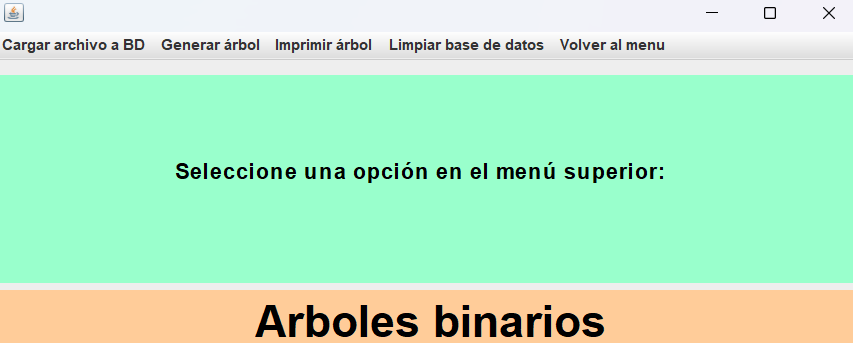 Cargar archivo a BD Generar árbol Imprimir árbol Limpiar base de datos Volver al menu
Seleccione una opción en el menú superior:
Arboles binarios